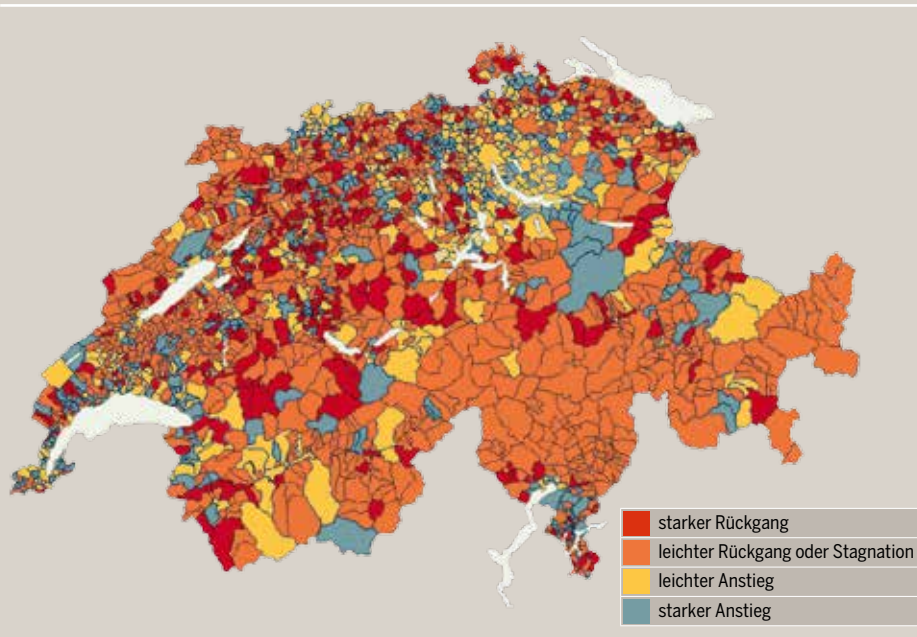 starker Rückgang
leichter Rückgang oder Stagnation
leichter Anstieg
starker Anstieg